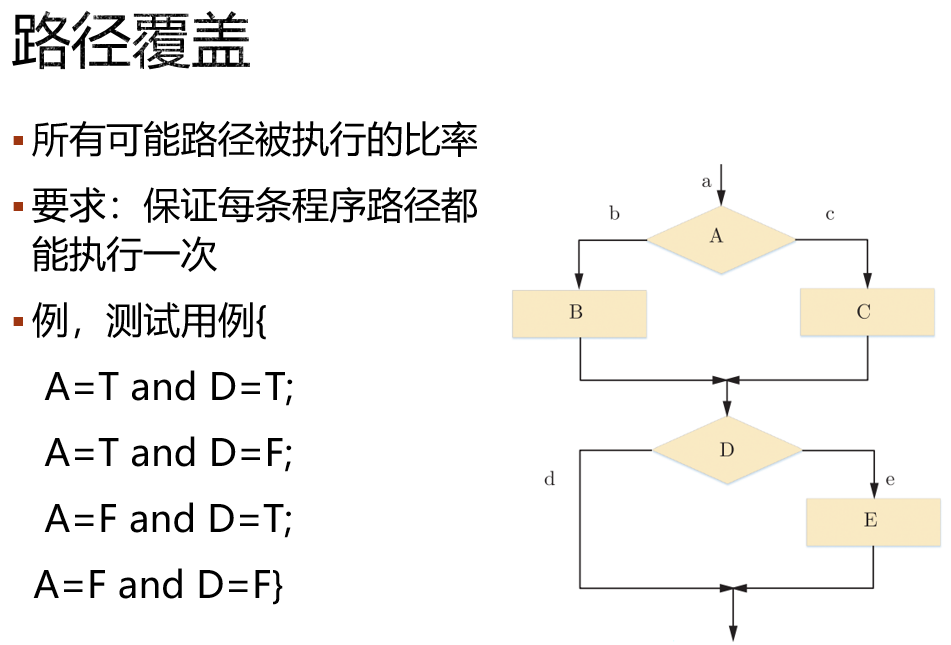 路径覆盖
▪所有可能路径被执行的比率
▪要求：保证每条程序路径都
能执行一次
▪例，测试用例{
A=T and D=T;
A=T and D=F;
A=F and D=T;
A=F and D=F}
a
b
c
A
B
C
D
d
e
E